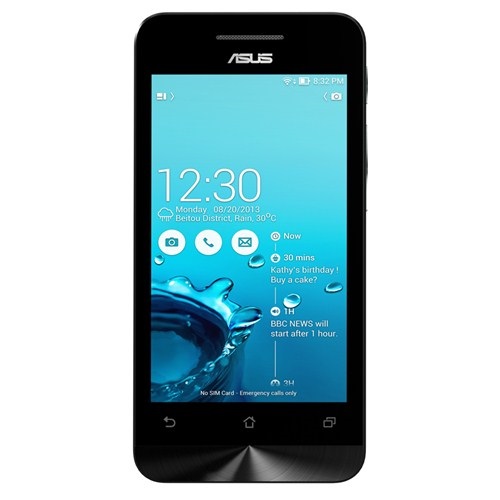 ASUS
8:32 PM
12:30
Monday 08/20/2013
Beitou District, Rain, 30°C
Now
30 mins
Kathy's birthday !
Buy a cake?
1H
BBC NEWS will
start after 1 hour.
3H
No SIM Card - Emergency calls only